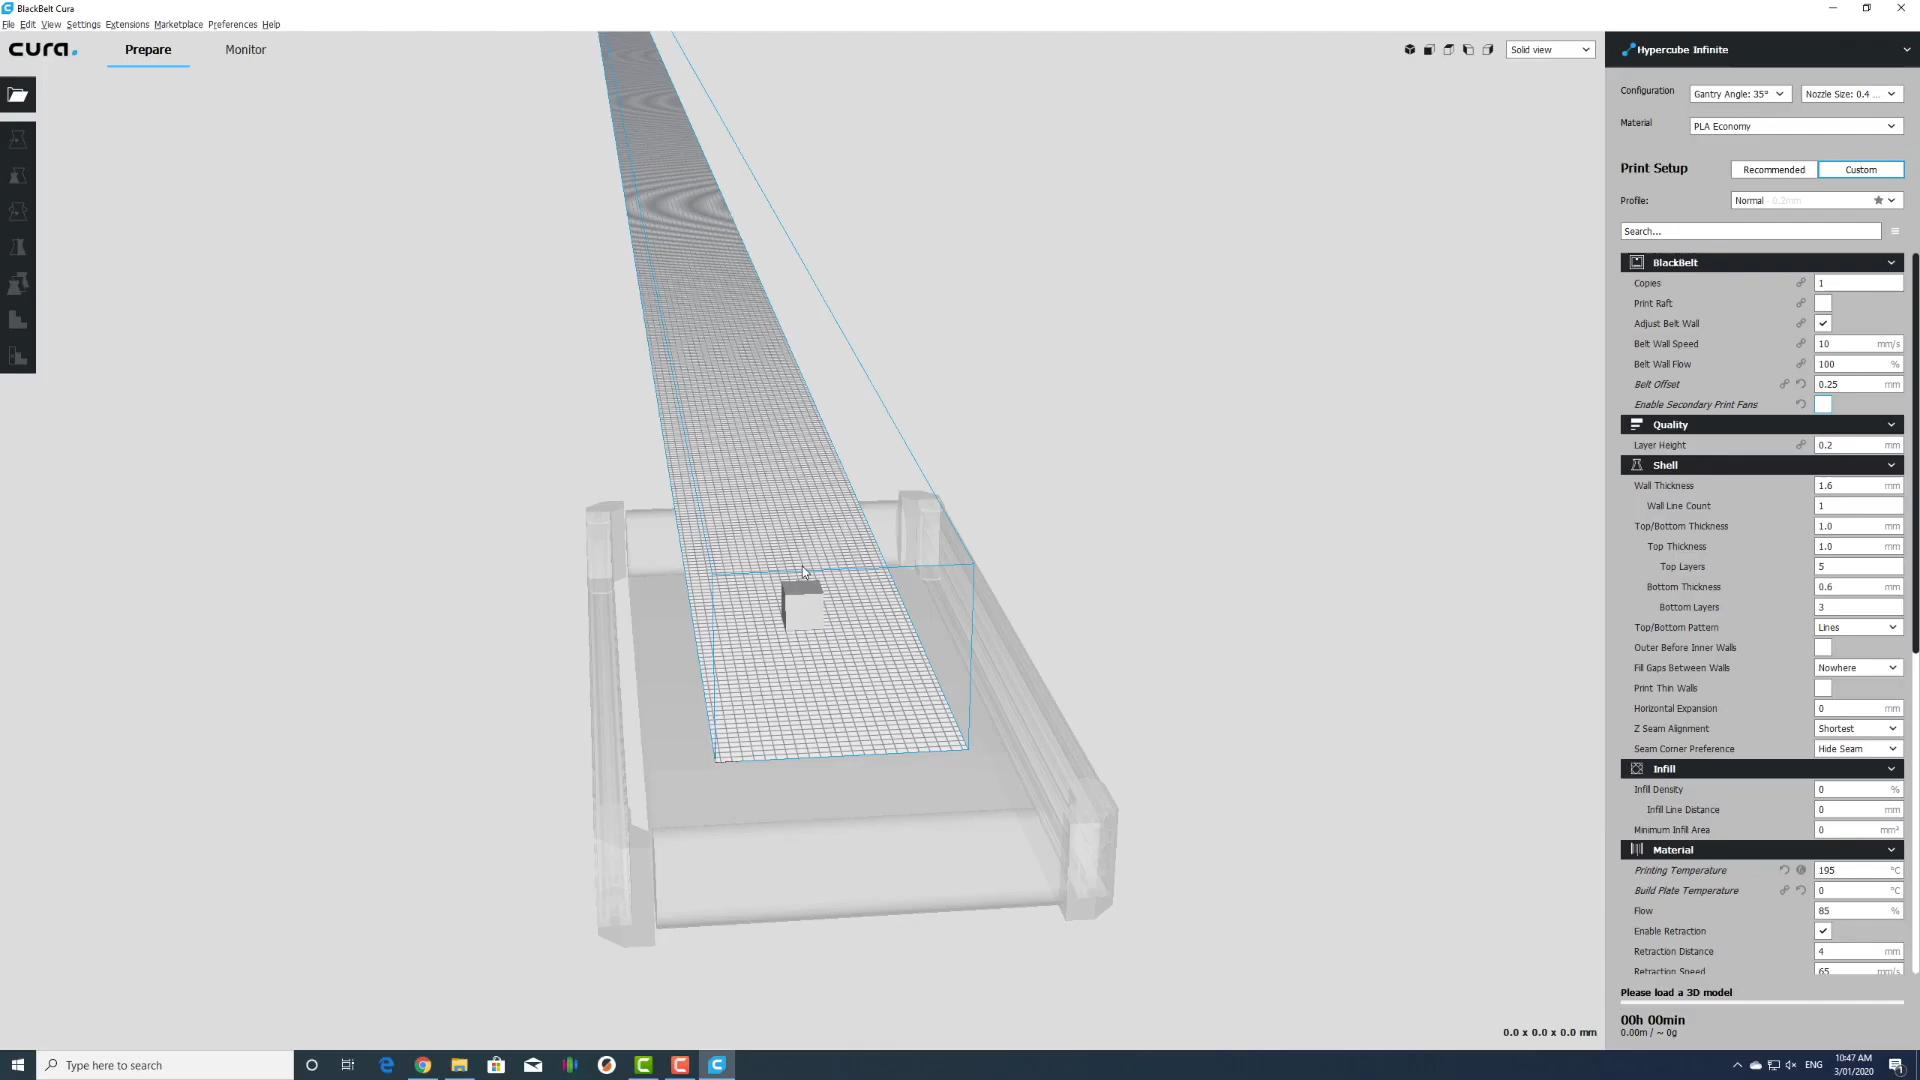 BlackBelt Cura
File Edit View Settings Extensions Marketplace Preferences Help
cura. Prepare Monitor Solid view Hypercube Infinite
Configuration Gantry Angle: 35° Nozzle Size: 0.4 ...
Material PLA Economy
Print Setup Recommended Custom
Profile: Normal - 0.2mm
Search...
BlackBelt
Copies 1
Print Raft
Adjust Belt Wall
Belt Wall Speed 10 mm/s
Belt Wall Flow 100 %
Belt Offset 0.25 mm
Enable Secondary Print Fans
Quality
Layer Height 0.2 mm
Shell
Wall Thickness 1.6 mm
Wall Line Count 1
Top/Bottom Thickness 1.0 mm
Top Thickness 1.0 mm
Top Layers 5
Bottom Thickness 0.6 mm
Bottom Layers 3
Top/Bottom Pattern Lines
Outer Before Inner Walls
Fill Gaps Between Walls Nowhere
Print Thin Walls
Horizontal Expansion 0 mm
Z Seam Alignment Shortest
Seam Corner Preference Hide Seam
Infill
Infill Density 0 %
Infill Line Distance 0 mm
Minimum Infill Area 0 mm²
Material
Printing Temperature 195 °C
Build Plate Temperature 0 °C
Flow 85 %
Enable Retraction
Retraction Distance 4 mm
Retraction Speed 65 mm/s
Please load a 3D model
00h 00min
0.00m / ~ 0g
0.0 x 0.0 x 0.0 mm
Type here to search
ENG 10:47 AM
3/01/2020